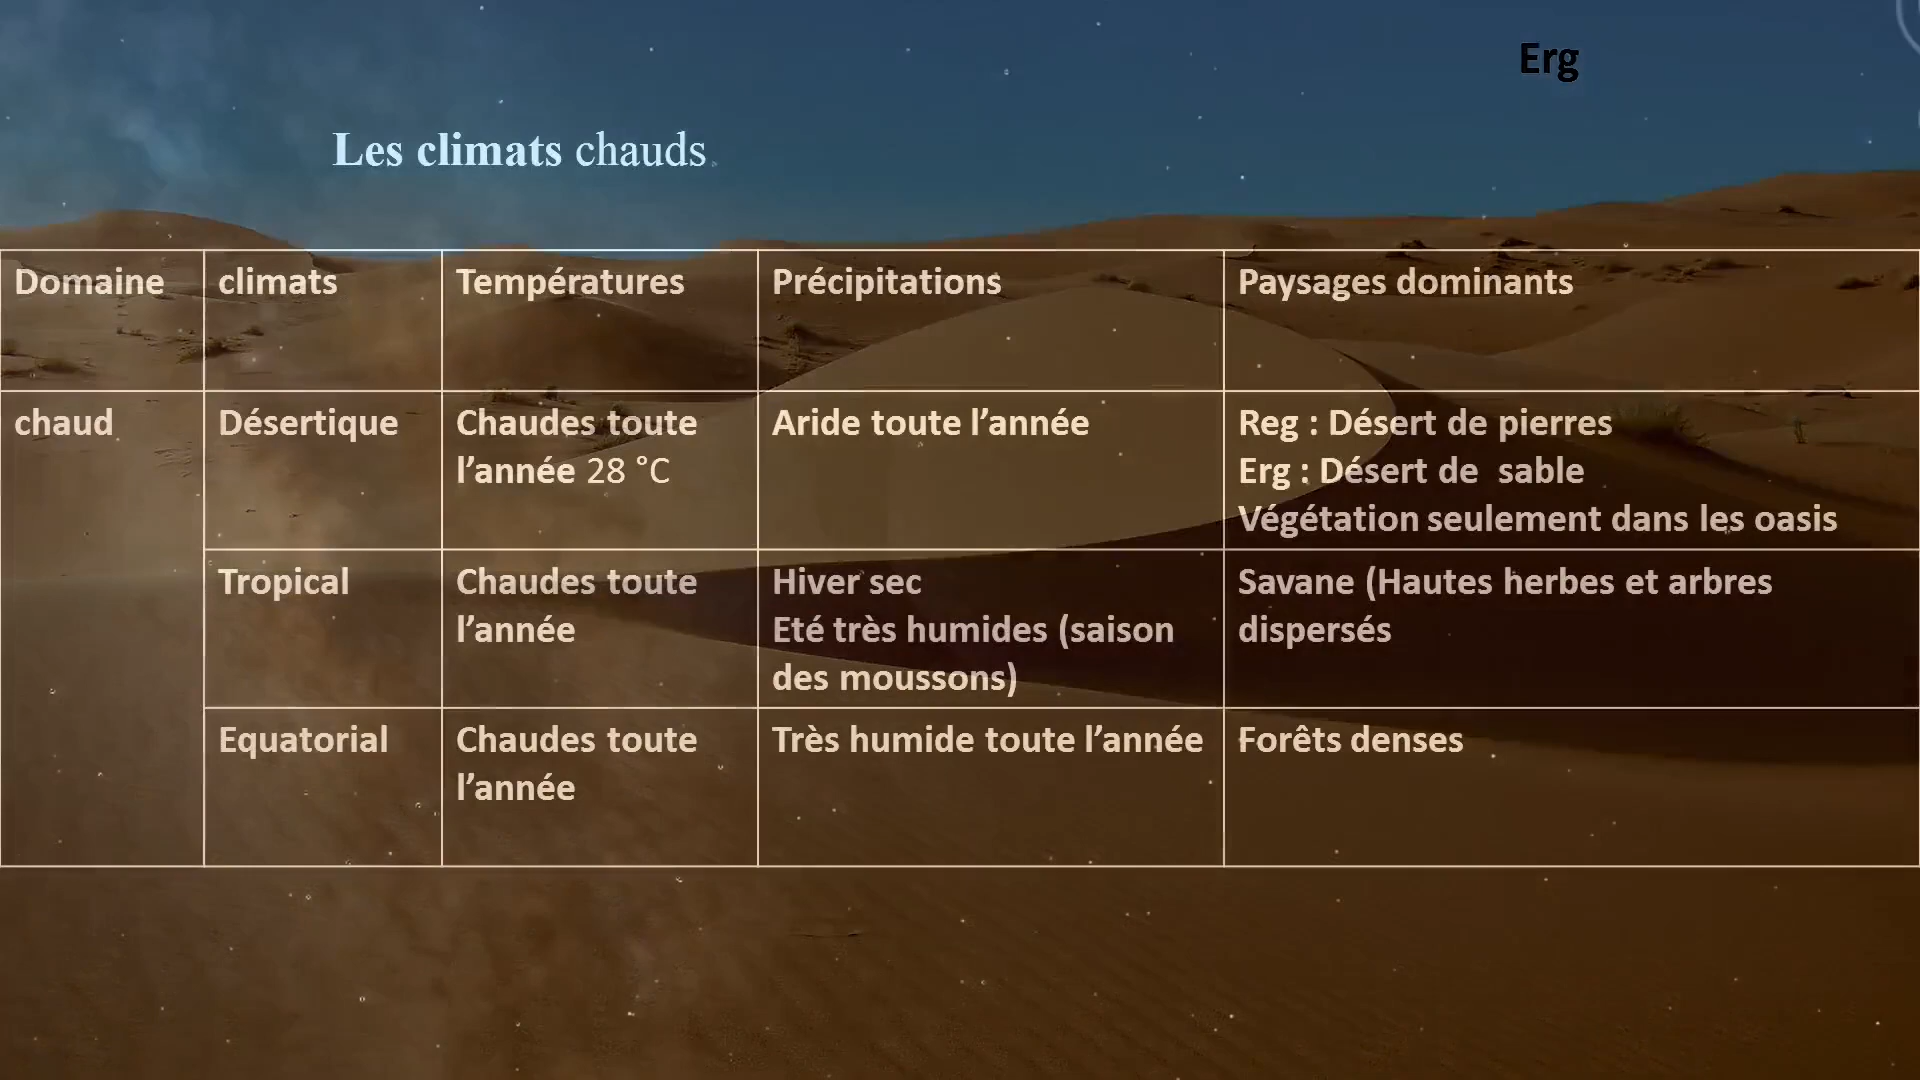 Erg
Les climats chauds
Domaine
climats
Températures
Précipitations
Paysages dominants
chaud
Désertique
Chaudes toute
l’année 28 °C
Aride toute l’année
Reg : Désert de pierres
Erg : Désert de sable
Végétation seulement dans les oasis
Tropical
Chaudes toute
l’année
Hiver sec
Eté très humides (saison
des moussons)
Savane (Hautes herbes et arbres
dispersés
Equatorial
Chaudes toute
l’année
Très humide toute l’année
Forêts denses